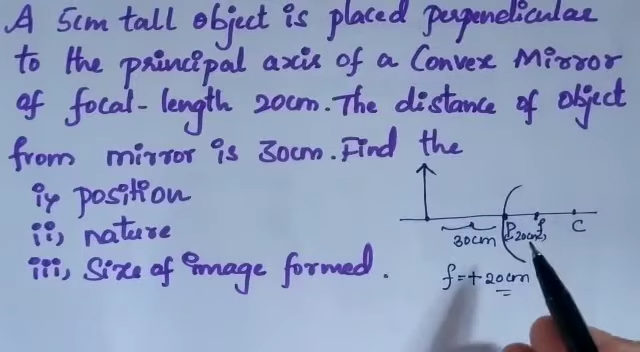 A 5cm tall object is placed perpendicular
to the principal axis of a Convex Mirror
of focal-length 20cm. The distance of object
from mirror is 30cm. Find the
i, position
ii, nature
iii, Size of image formed.
P f C
30cm 20cm
f = + 20cm